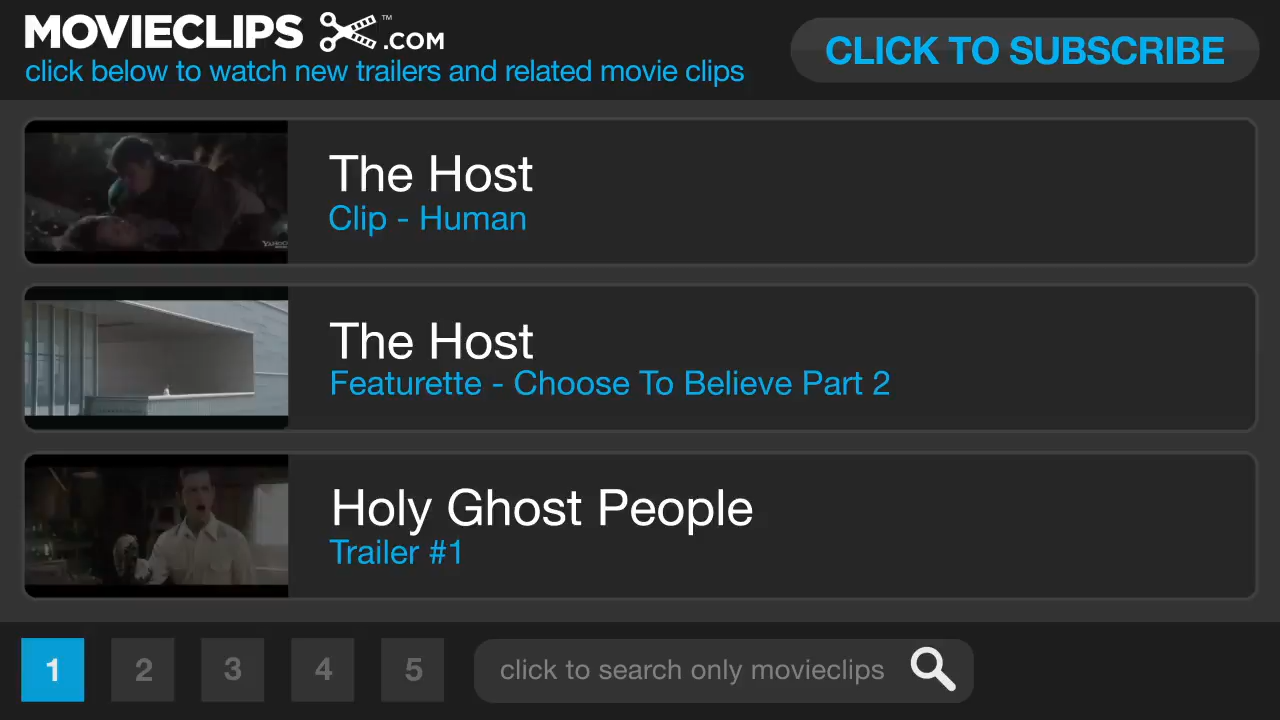 MOVIECLIPS ™ .COM
click below to watch new trailers and related movie clips
CLICK TO SUBSCRIBE
The Host
Clip - Human
YAHOO!
The Host
Featurette - Choose To Believe Part 2
Holy Ghost People
Trailer #1
1 2 3 4 5
click to search only movieclips